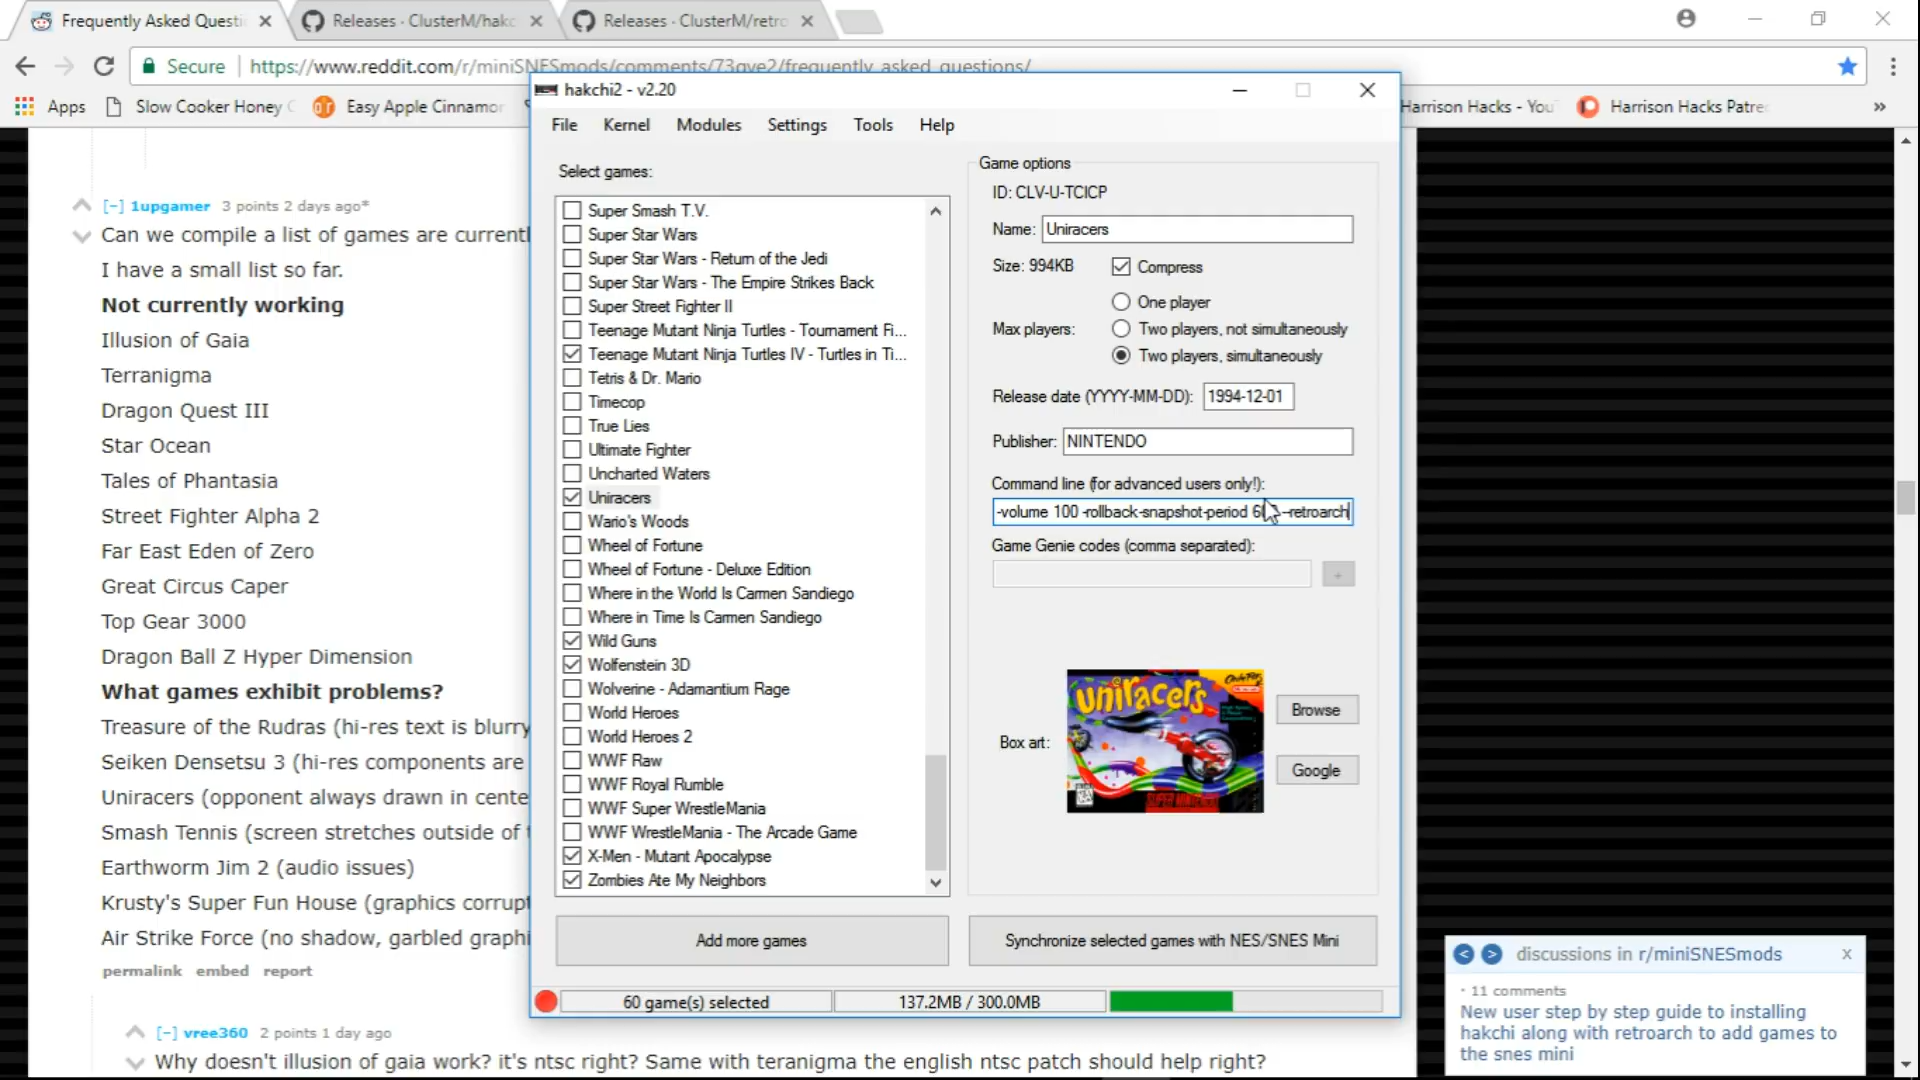 Frequently Asked Questi
Releases · ClusterM/hakc
Releases · ClusterM/retro
Secure
https://www.reddit.com/r/miniSNESmods/comments/73qve2/frequently_asked_questions/
Apps
Slow Cooker Honey
Easy Apple Cinnamon
Harrison Hacks - You
Harrison Hacks Patre
[-] 1upgamer 3 points 2 days ago*
Can we compile a list of games are currentl
I have a small list so far.
Not currently working
Illusion of Gaia
Terranigma
Dragon Quest III
Star Ocean
Tales of Phantasia
Street Fighter Alpha 2
Far East Eden of Zero
Great Circus Caper
Top Gear 3000
Dragon Ball Z Hyper Dimension
What games exhibit problems?
Treasure of the Rudras (hi-res text is blurry
Seiken Densetsu 3 (hi-res components are
Uniracers (opponent always drawn in cente
Smash Tennis (screen stretches outside of t
Earthworm Jim 2 (audio issues)
Krusty's Super Fun House (graphics corrupt
Air Strike Force (no shadow, garbled graphi
permalink embed report
[-] vree360 2 points 1 day ago
Why doesn't illusion of gaia work? it's ntsc right? Same with teranigma the english ntsc patch should help right?
hakchi2 - v2.20
File Kernel Modules Settings Tools Help
Select games:
Super Smash T.V.
Super Star Wars
Super Star Wars - Return of the Jedi
Super Star Wars - The Empire Strikes Back
Super Street Fighter II
Teenage Mutant Ninja Turtles - Tournament Fi...
Teenage Mutant Ninja Turtles IV - Turtles in Ti...
Tetris & Dr. Mario
Timecop
True Lies
Ultimate Fighter
Uncharted Waters
Uniracers
Wario's Woods
Wheel of Fortune
Wheel of Fortune - Deluxe Edition
Where in the World Is Carmen Sandiego
Where in Time Is Carmen Sandiego
Wild Guns
Wolfenstein 3D
Wolverine - Adamantium Rage
World Heroes
World Heroes 2
WWF Raw
WWF Royal Rumble
WWF Super WrestleMania
WWF WrestleMania - The Arcade Game
X-Men - Mutant Apocalypse
Zombies Ate My Neighbors
Add more games
Game options
ID: CLV-U-TCICP
Name: Uniracers
Size: 994KB
Compress
Max players:
One player
Two players, not simultaneously
Two players, simultaneously
Release date (YYYY-MM-DD): 1994-12-01
Publisher: NINTENDO
Command line (for advanced users only!):
-volume 100 -rollback-snapshot-period --retroarch
Game Genie codes (comma separated):
+
Box art:
uniracers
SUPER NINTENDO
Browse
Google
Synchronize selected games with NES/SNES Mini
60 game(s) selected
137.2MB / 300.0MB
discussions in r/miniSNESmods
X
· 11 comments
New user step by step guide to installing
hakchi along with retroarch to add games to
the snes mini